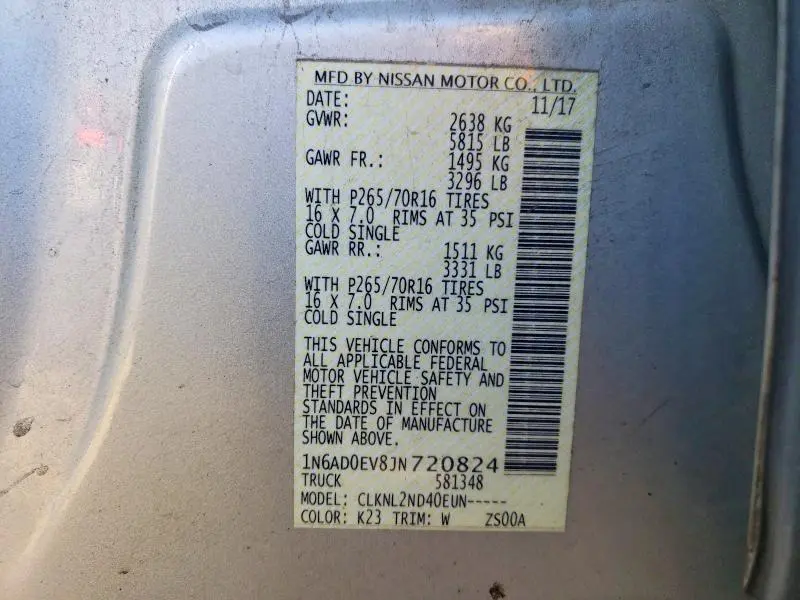 MFD BY NISSAN MOTOR CO., LTD.
DATE: 11/17
GVWR: 2638 KG
5815 LB
GAWR FR.: 1495 KG
3296 LB
WITH P265/70R16 TIRES
16 X 7.0 RIMS AT 35 PSI
COLD SINGLE
GAWR RR.: 1511 KG
3331 LB
WITH P265/70R16 TIRES
16 X 7.0 RIMS AT 35 PSI
COLD SINGLE
THIS VEHICLE CONFORMS TO
ALL APPLICABLE FEDERAL
MOTOR VEHICLE SAFETY AND
THEFT PREVENTION
STANDARDS IN EFFECT ON
THE DATE OF MANUFACTURE
SHOWN ABOVE.
1N6AD0EV8JN720824
TRUCK 581348
MODEL: CLKNL2ND40EUN-----
COLOR: K23 TRIM: W ZS00A